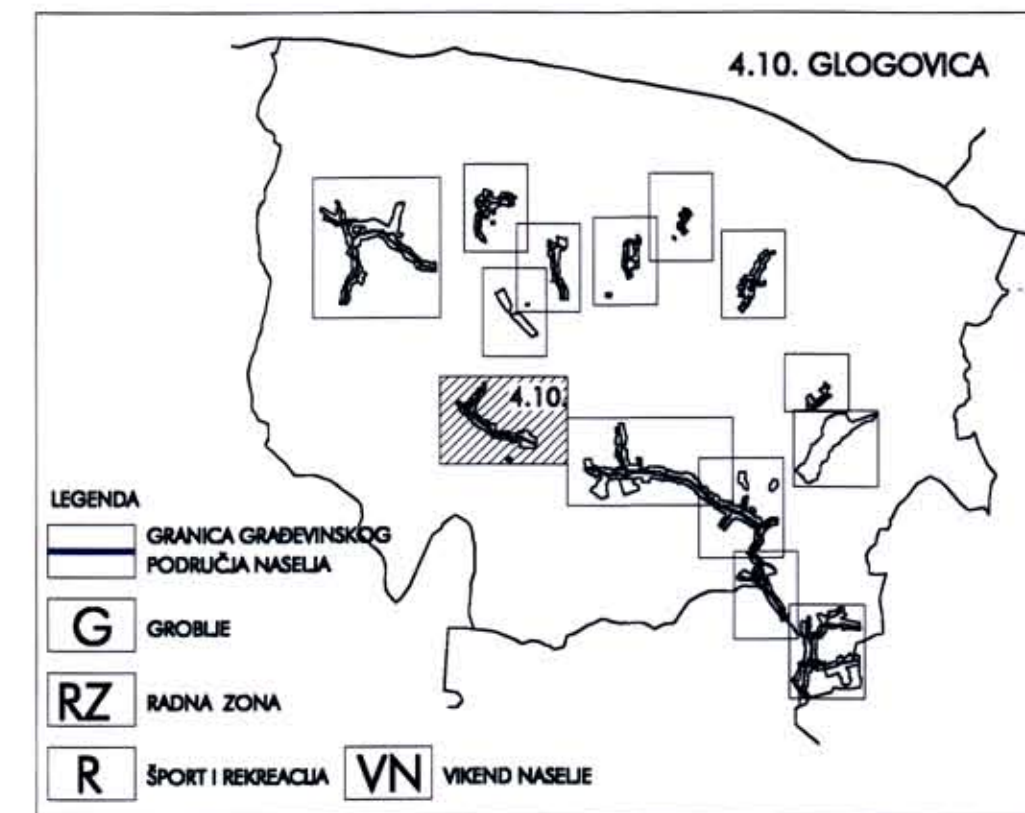 4.10. GLOGOVICA
4.10.
LEGENDA
GRANICA GRAĐEVINSKOG
PODRUČJA NASELJA
G GROBLJE
RZ RADNA ZONA
R ŠPORT I REKREACIJA
VN VIKEND NASELJE